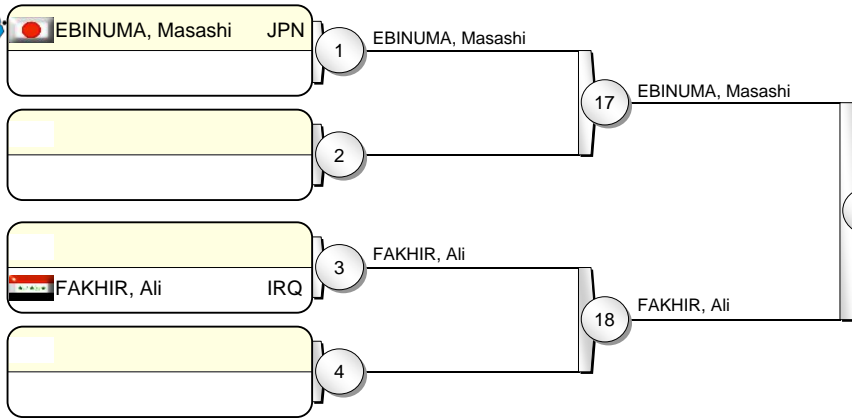 EBINUMA, Masashi JPN
1
EBINUMA, Masashi
17
EBINUMA, Masashi
2
FAKHIR, Ali IRQ
3
FAKHIR, Ali
18
FAKHIR, Ali
4